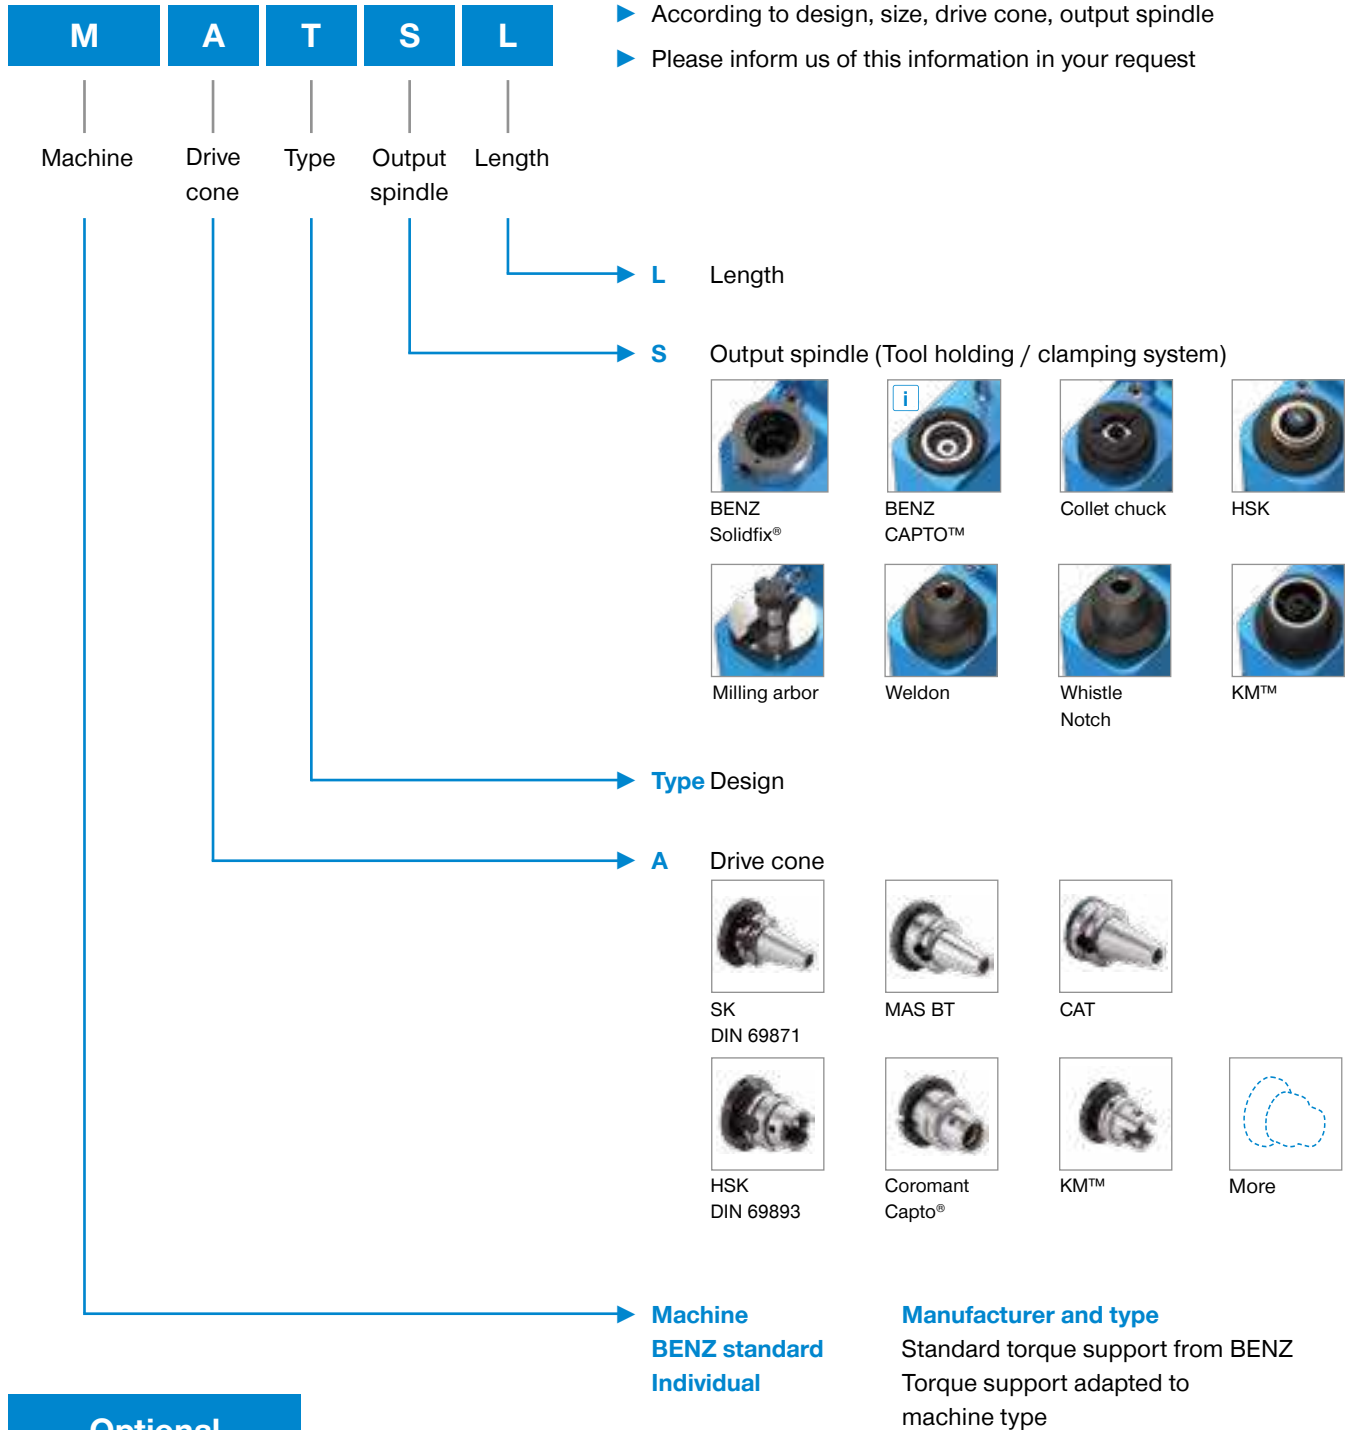 M A T S L
According to design, size, drive cone, output spindle
Please inform us of this information in your request
Machine Drive Type Output Length
cone spindle
L Length
S Output spindle (Tool holding / clamping system)
i
BENZ BENZ Collet chuck HSK
Solidfix® CAPTO™
Milling arbor Weldon Whistle KM™
Notch
Type Design
A Drive cone
SK MAS BT CAT
DIN 69871
HSK Coromant KM™ More
DIN 69893 Capto®
Machine Manufacturer and type
BENZ standard Standard torque support from BENZ
Individual Torque support adapted to
machine type
Optional